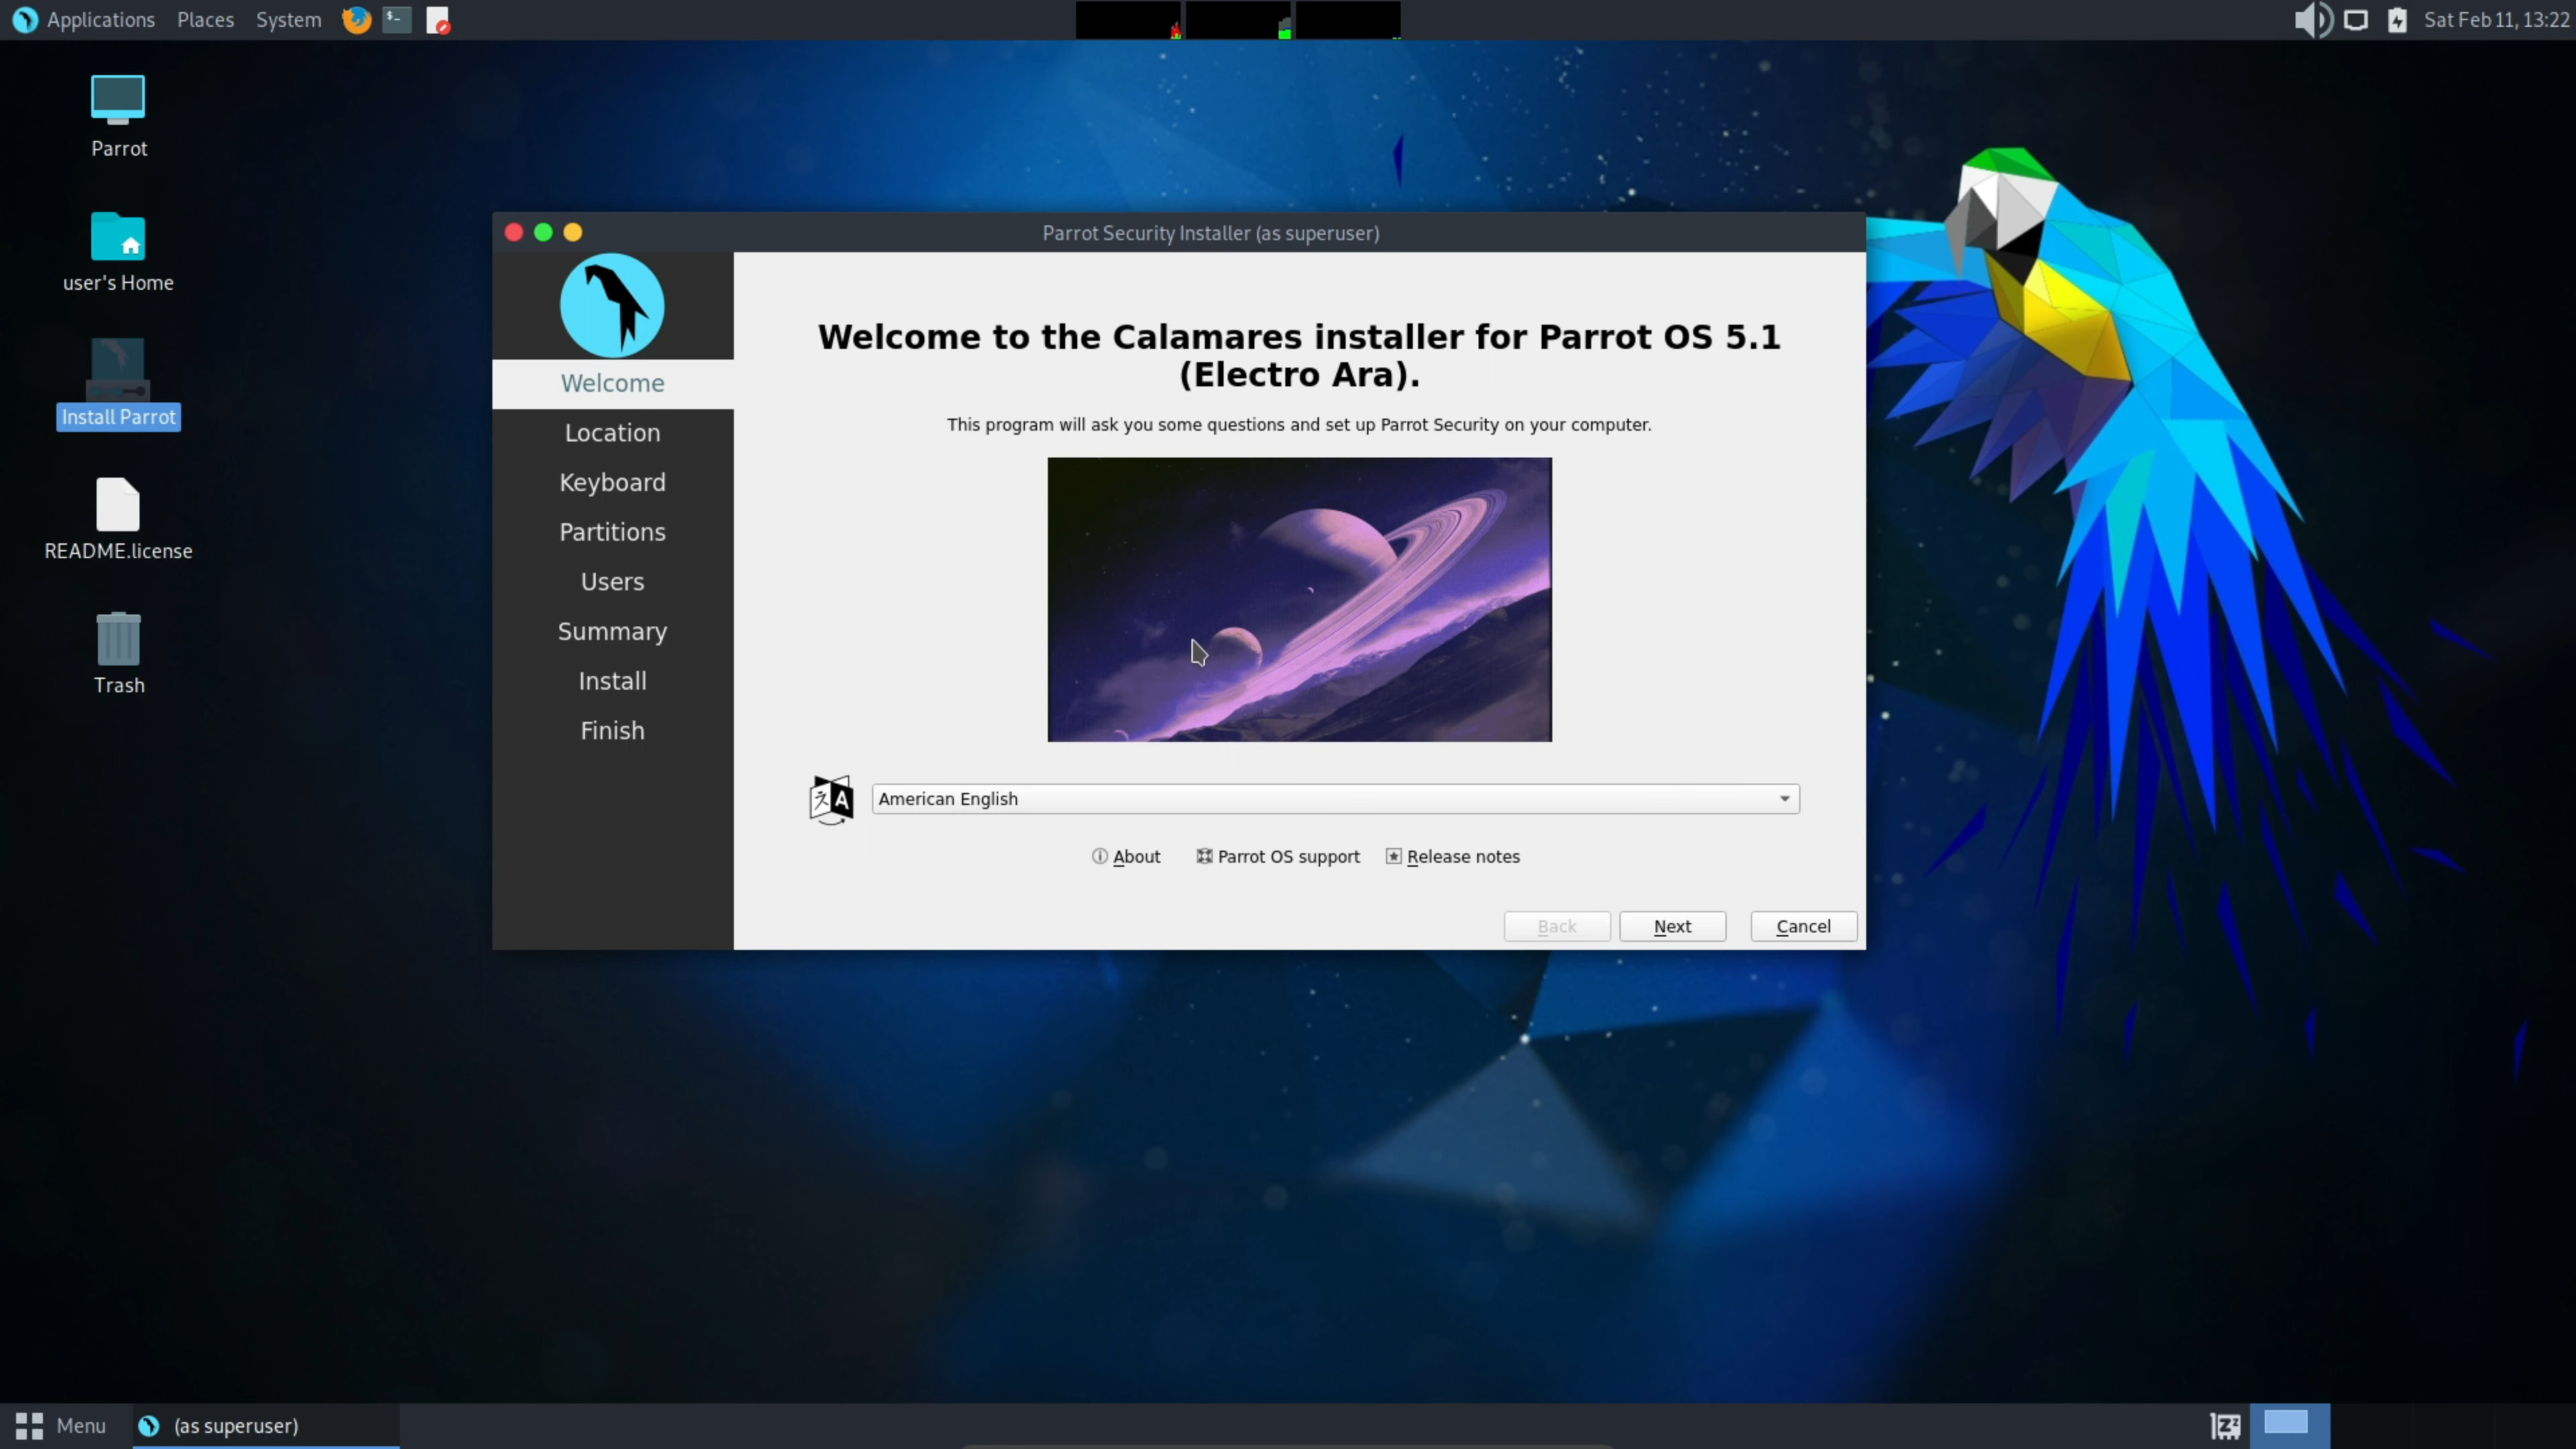 Applications Places System
Sat Feb 11, 13:22
Parrot
user's Home
Install Parrot
README.license
Trash
Parrot Security Installer (as superuser)
Welcome
Location
Keyboard
Partitions
Users
Summary
Install
Finish
Welcome to the Calamares installer for Parrot OS 5.1
(Electro Ara).
This program will ask you some questions and set up Parrot Security on your computer.
American English
About Parrot OS support Release notes
Back Next Cancel
Menu (as superuser)